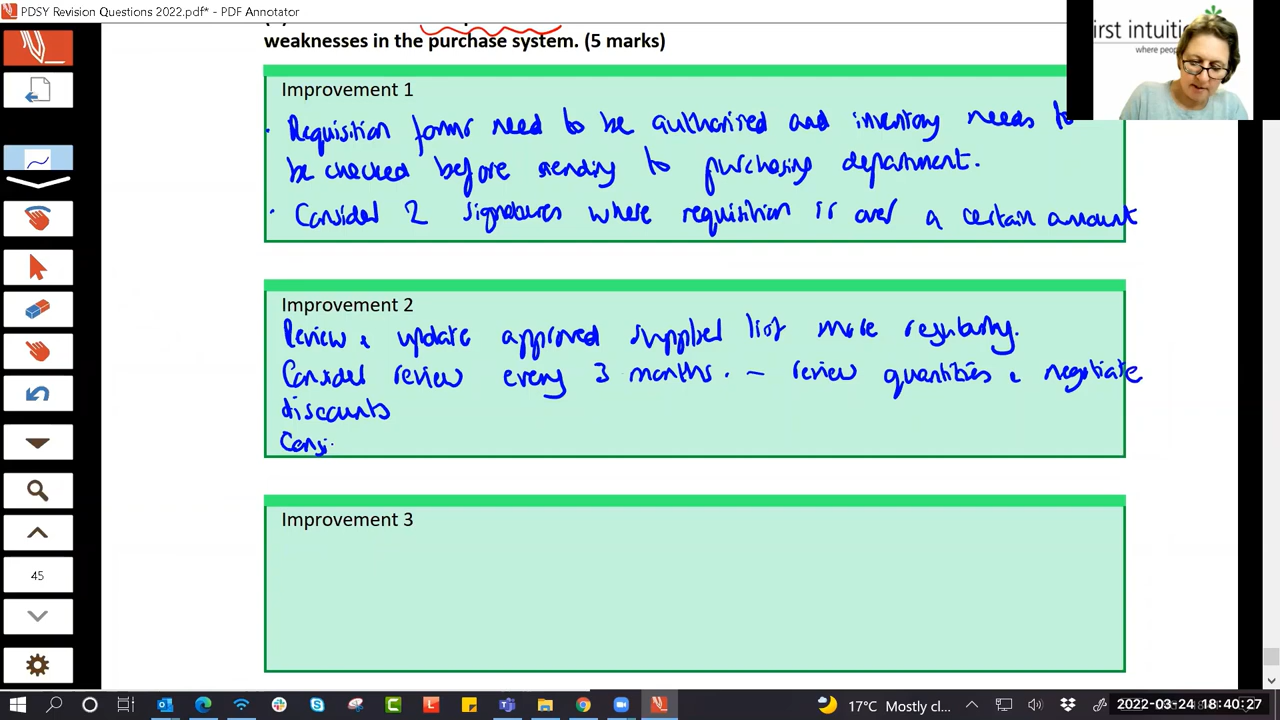 PDSY Revision Questions 2022.pdf* - PDF Annotator
first intuition
weaknesses in the purchase system. (5 marks)
Improvement 1
• Requisition forms need to be authorised and inventory needs to
be checked before sending to purchasing department.
• Consider 2 signatures where requisition is over a certain amount
Improvement 2
Review & update approved supplier list more regularly.
Consider review every 3 months. - review quantities & negotiate
discounts
Consi
Improvement 3
45
17°C Mostly cl...
2022-03-24 18:40:27